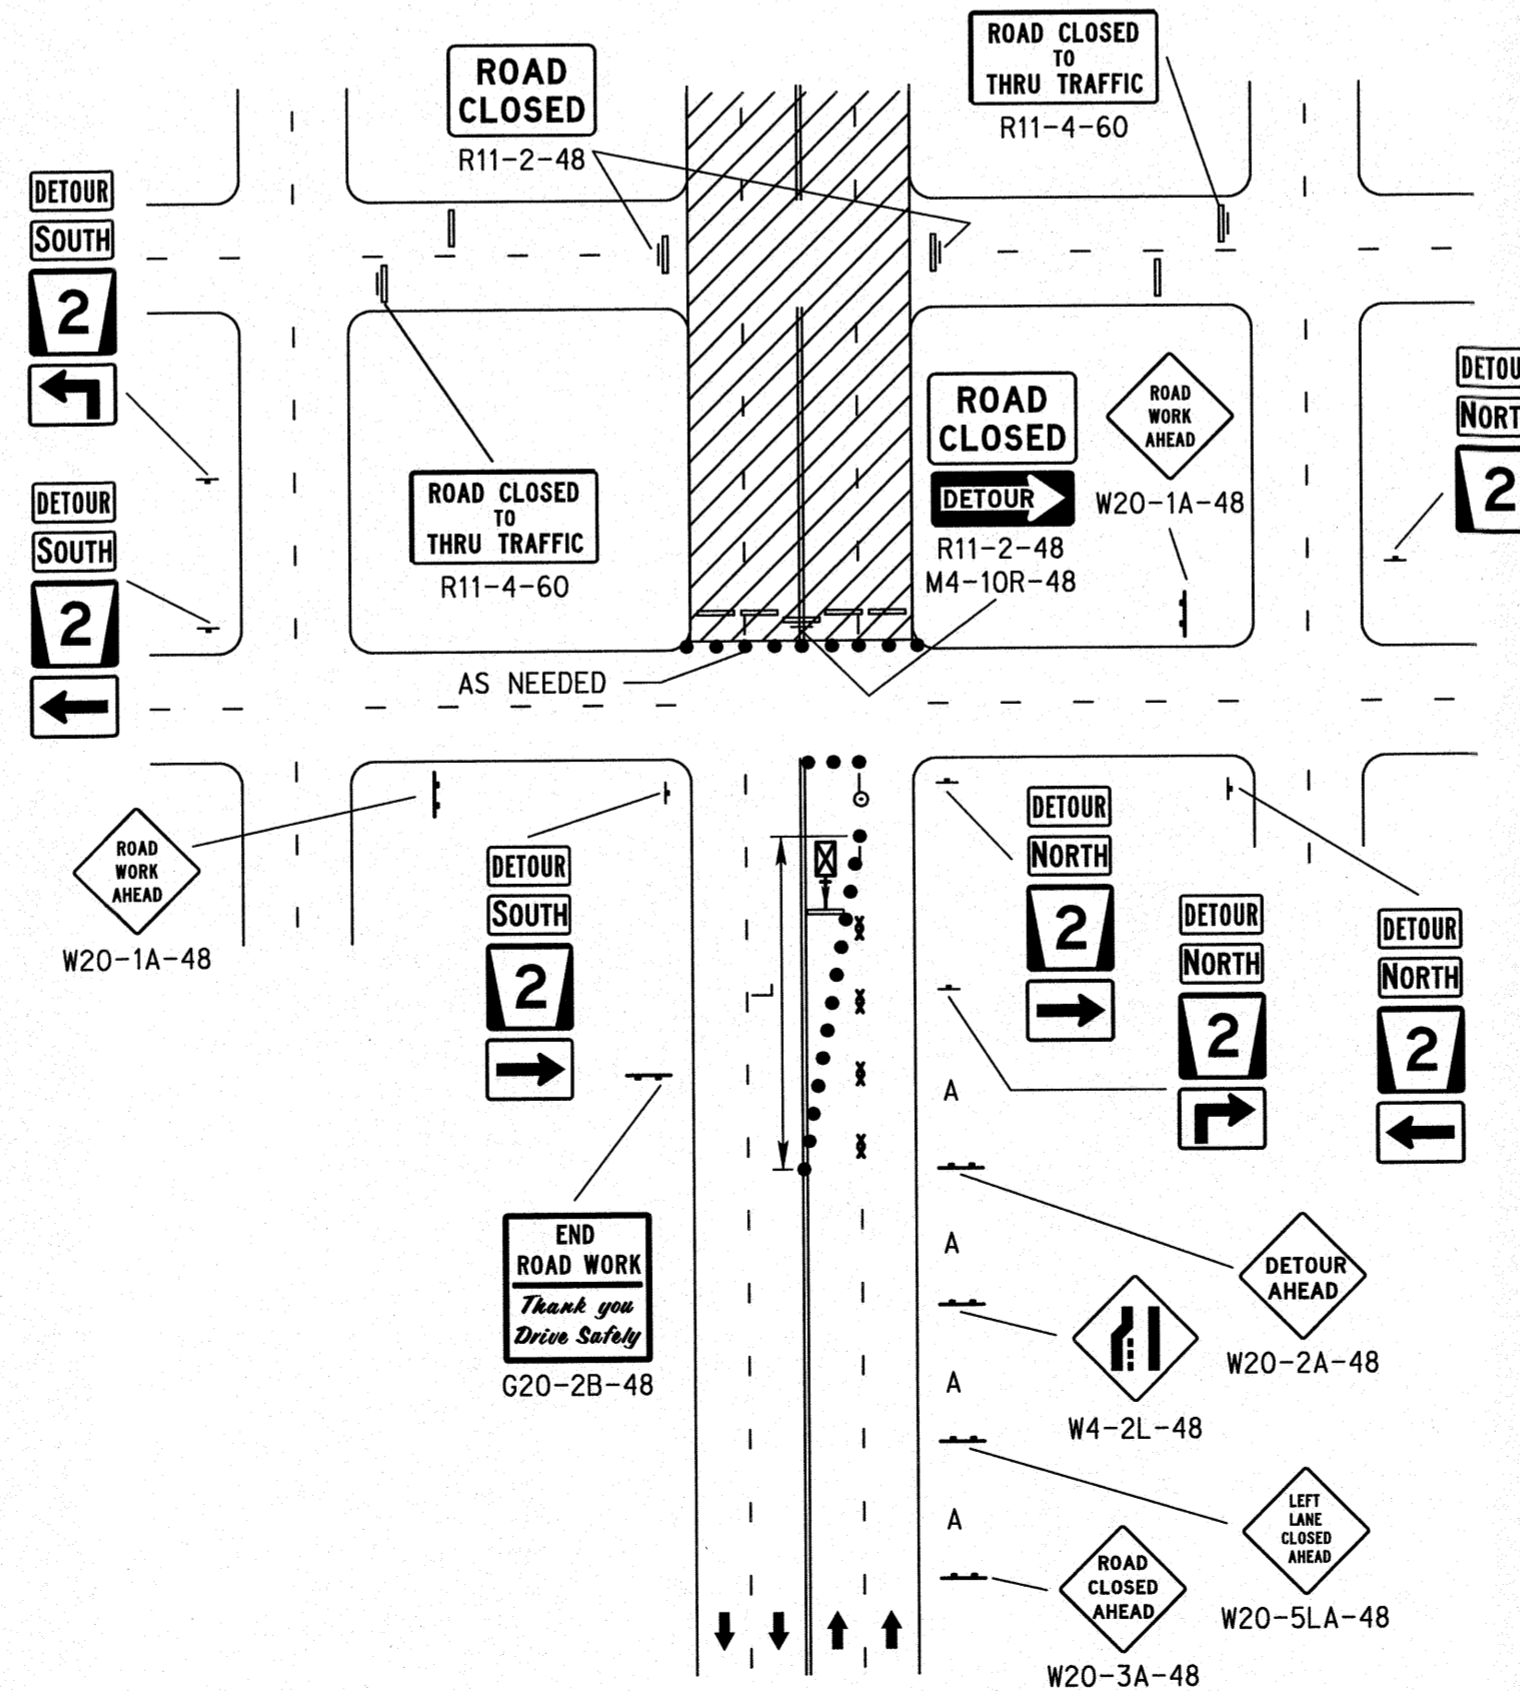 ROAD CLOSED
TO
THRU TRAFFIC
R11-4-60
ROAD
CLOSED
R11-2-48
DETOUR
SOUTH
2
DETOUR
SOUTH
2
ROAD CLOSED
TO
THRU TRAFFIC
R11-4-60
ROAD
CLOSED
DETOUR
R11-2-48
M4-10R-48
ROAD
WORK
AHEAD
W20-1A-48
DETOU
NORT
2
AS NEEDED
ROAD
WORK
AHEAD
W20-1A-48
DETOUR
SOUTH
2
L
DETOUR
NORTH
2
DETOUR
NORTH
2
DETOUR
NORTH
2
A
A
A
A
END
ROAD WORK
Thank you
Drive Safely
G20-2B-48
DETOUR
AHEAD
W20-2A-48
W4-2L-48
LEFT
LANE
CLOSED
AHEAD
W20-5LA-48
ROAD
CLOSED
AHEAD
W20-3A-48